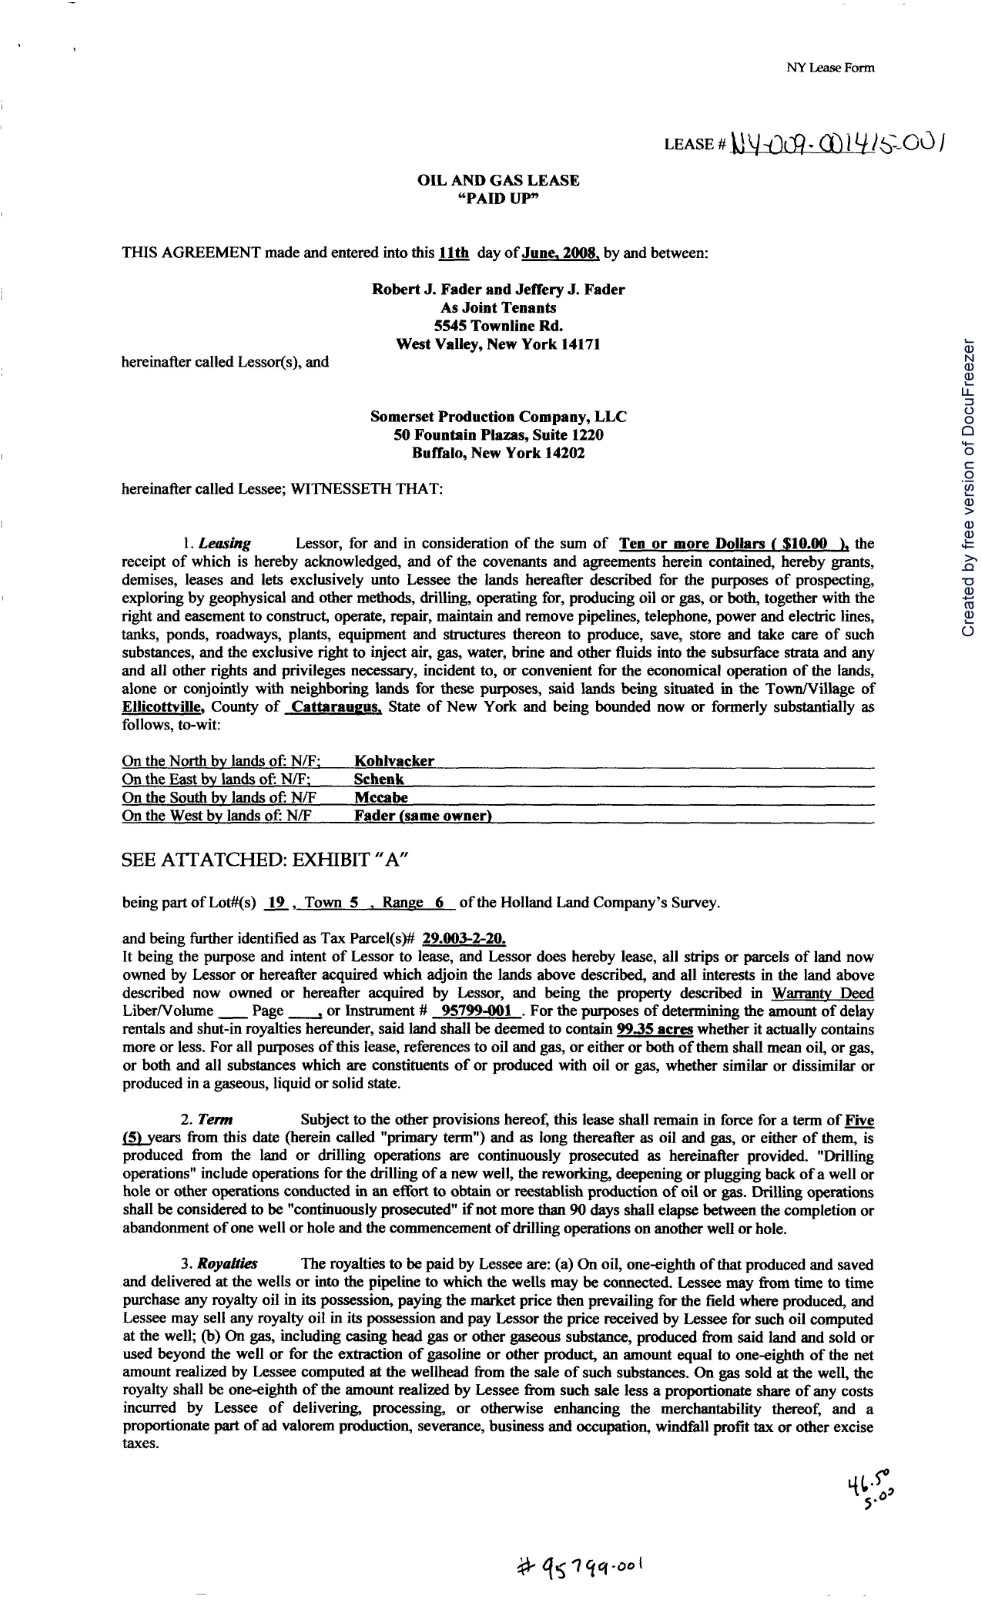 NY Lease Form
LEASE # NY-009-001415-001
OIL AND GAS LEASE
“PAID UP”
THIS AGREEMENT made and entered into this 11th day of June, 2008, by and between:
Robert J. Fader and Jeffery J. Fader
As Joint Tenants
5545 Townline Rd.
West Valley, New York 14171
hereinafter called Lessor(s), and
Somerset Production Company, LLC
50 Fountain Plazas, Suite 1220
Buffalo, New York 14202
hereinafter called Lessee; WITNESSETH THAT:
1. Leasing Lessor, for and in consideration of the sum of Ten or more Dollars ( $10.00 ), the
receipt of which is hereby acknowledged, and of the covenants and agreements herein contained, hereby grants,
demises, leases and lets exclusively unto Lessee the lands hereafter described for the purposes of prospecting,
exploring by geophysical and other methods, drilling, operating for, producing oil or gas, or both, together with the
right and easement to construct, operate, repair, maintain and remove pipelines, telephone, power and electric lines,
tanks, ponds, roadways, plants, equipment and structures thereon to produce, save, store and take care of such
substances, and the exclusive right to inject air, gas, water, brine and other fluids into the subsurface strata and any
and all other rights and privileges necessary, incident to, or convenient for the economical operation of the lands,
alone or conjointly with neighboring lands for these purposes, said lands being situated in the Town/Village of
Ellicottville, County of Cattaraugus, State of New York and being bounded now or formerly substantially as
follows, to-wit:
On the North by lands of: N/F: Kohlvacker
On the East by lands of: N/F: Schenk
On the South by lands of: N/F Mccabe
On the West by lands of: N/F Fader (same owner)
SEE ATTATCHED: EXHIBIT "A"
being part of Lot#(s) 19 , Town 5 , Range 6 of the Holland Land Company's Survey.
and being further identified as Tax Parcel(s)# 29.003-2-20.
It being the purpose and intent of Lessor to lease, and Lessor does hereby lease, all strips or parcels of land now
owned by Lessor or hereafter acquired which adjoin the lands above described, and all interests in the land above
described now owned or hereafter acquired by Lessor, and being the property described in Warranty Deed
Liber/Volume ___ Page ___, or Instrument # 95799-001 . For the purposes of determining the amount of delay
rentals and shut-in royalties hereunder, said land shall be deemed to contain 99.35 acres whether it actually contains
more or less. For all purposes of this lease, references to oil and gas, or either or both of them shall mean oil, or gas,
or both and all substances which are constituents of or produced with oil or gas, whether similar or dissimilar or
produced in a gaseous, liquid or solid state.
2. Term Subject to the other provisions hereof, this lease shall remain in force for a term of Five
(5) years from this date (herein called "primary term") and as long thereafter as oil and gas, or either of them, is
produced from the land or drilling operations are continuously prosecuted as hereinafter provided. "Drilling
operations" include operations for the drilling of a new well, the reworking, deepening or plugging back of a well or
hole or other operations conducted in an effort to obtain or reestablish production of oil or gas. Drilling operations
shall be considered to be "continuously prosecuted" if not more than 90 days shall elapse between the completion or
abandonment of one well or hole and the commencement of drilling operations on another well or hole.
3. Royalties The royalties to be paid by Lessee are: (a) On oil, one-eighth of that produced and saved
and delivered at the wells or into the pipeline to which the wells may be connected. Lessee may from time to time
purchase any royalty oil in its possession, paying the market price then prevailing for the field where produced, and
Lessee may sell any royalty oil in its possession and pay Lessor the price received by Lessee for such oil computed
at the well; (b) On gas, including casing head gas or other gaseous substance, produced from said land and sold or
used beyond the well or for the extraction of gasoline or other product, an amount equal to one-eighth of the net
amount realized by Lessee computed at the wellhead from the sale of such substances. On gas sold at the well, the
royalty shall be one-eighth of the amount realized by Lessee from such sale less a proportionate share of any costs
incurred by Lessee of delivering, processing, or otherwise enhancing the merchantability thereof, and a
proportionate part of ad valorem production, severance, business and occupation, windfall profit tax or other excise
taxes.
46.50
5.00
# 95799-001
Created by free version of DocuFreezer